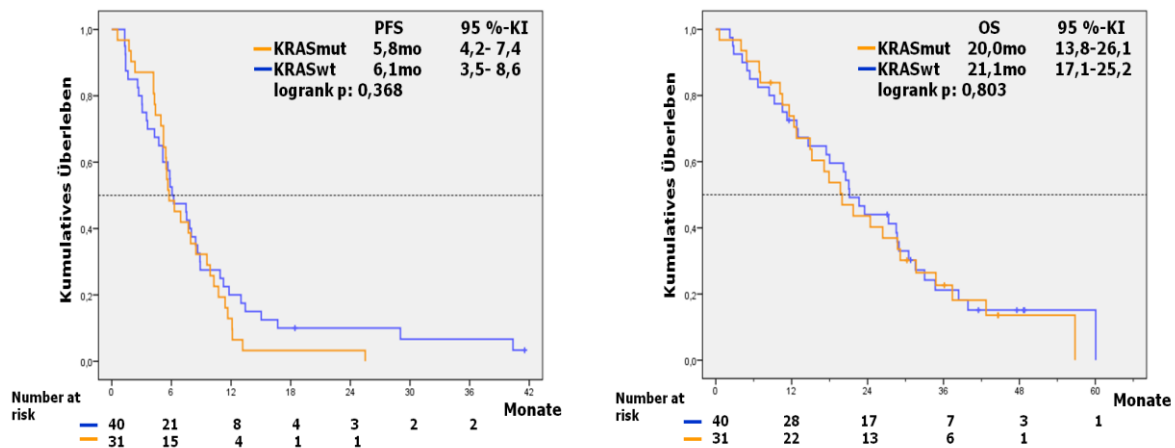 PFS 95 %-KI
KRASmut 5,8mo 4,2- 7,4
KRASwt 6,1mo 3,5- 8,6
logrank p: 0,368
Kumulatives Überleben
1,0
0,8
0,6
0,4
0,2
0,0
0 6 12 18 24 30 36 42
Monate
Number at
risk
40 21 8 4 3 2 2
31 15 4 1 1
OS 95 %-KI
KRASmut 20,0mo 13,8-26,1
KRASwt 21,1mo 17,1-25,2
logrank p: 0,803
Kumulatives Überleben
1,0
0,8
0,6
0,4
0,2
0,0
0 12 24 36 48 60
Monate
Number at
risk
40 28 17 7 3 1
31 22 13 6 1